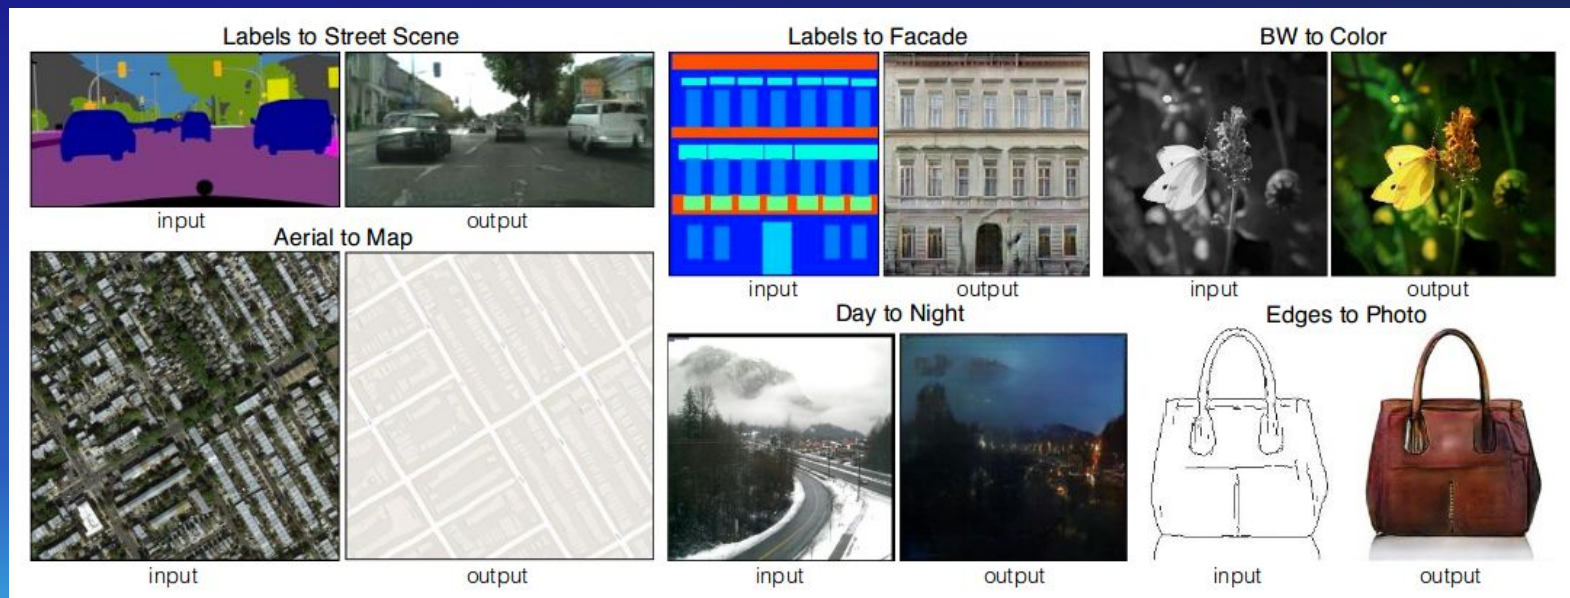 Labels to Street Scene
input
output
Aerial to Map
input
output
Labels to Facade
input
output
BW to Color
input
output
Day to Night
input
output
Edges to Photo
input
output